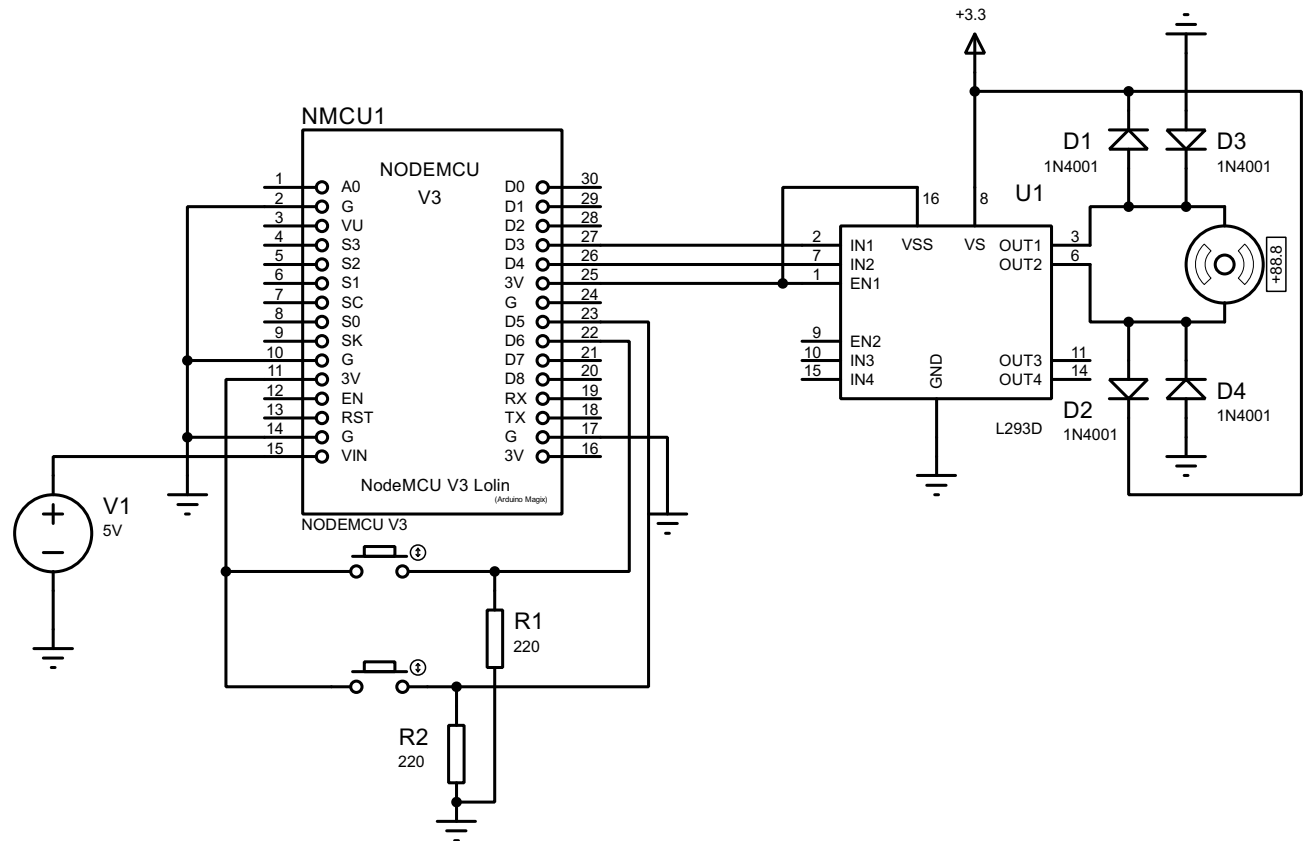 +3.3
NMCU1
NODEMCU
V3
1 A0 D0 30
2 G D1 29
3 VU D2 28
4 S3 D3 27
5 S2 D4 26
6 S1 3V 25
7 SC G 24
8 S0 D5 23
9 SK D6 22
10 G D7 21
11 3V D8 20
12 EN RX 19
13 RST TX 18
14 G G 17
15 VIN 3V 16
NodeMCU V3 Lolin
(Arduino Magix)
NODEMCU V3
V1
5V
R1
220
R2
220
D1
1N4001
D3
1N4001
U1
16 8
VSS VS
2 IN1 OUT1 3
7 IN2 OUT2 6
1 EN1
9 EN2
10 IN3 OUT3 11
15 IN4 OUT4 14
GND
L293D
+88.8
D2
1N4001
D4
1N4001